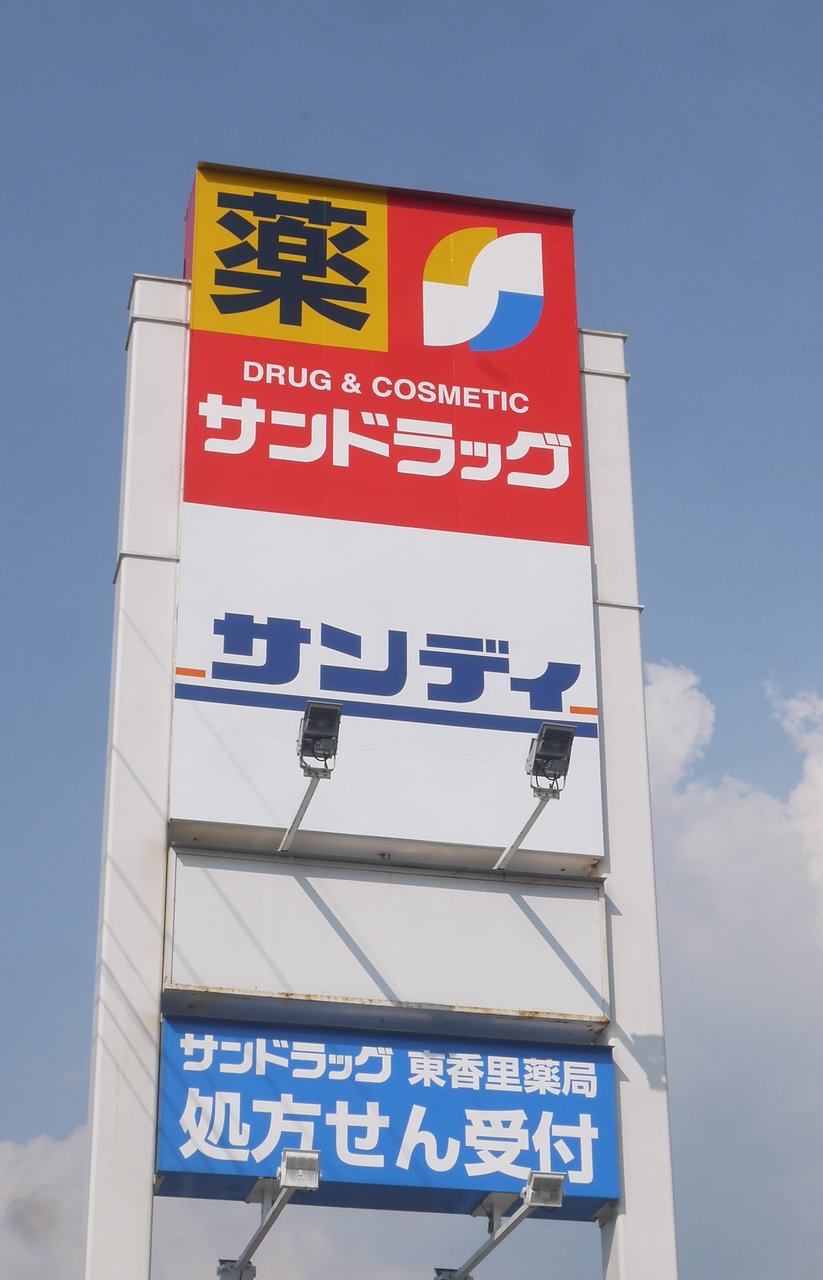 薬
DRUG & COSMETIC
サンドラッグ
サンディ
サンドラッグ 東香里薬局
処方せん受付